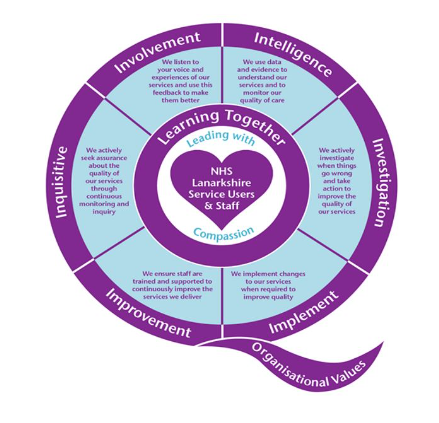 Involvement
We listen to
your voice and
experiences of our
services and use this
feedback to make
them better
Intelligence
We use data
and evidence to
understand our
services and to
monitor our
quality of care
Inquisitive
We actively
seek assurance
about the
quality of
our services
through
continuous
monitoring and
inquiry
Learning Together
Leading with
NHS
Lanarkshire
Service Users
& Staff
Compassion
We actively
investigate
when things
go wrong
and take
action to
improve the
quality of
our services
Investigation
We ensure staff are
trained and supported to
continuously improve the
services we deliver
Improvement
We implement changes
to our services
when required to
improve quality
Implement
Organisational Values